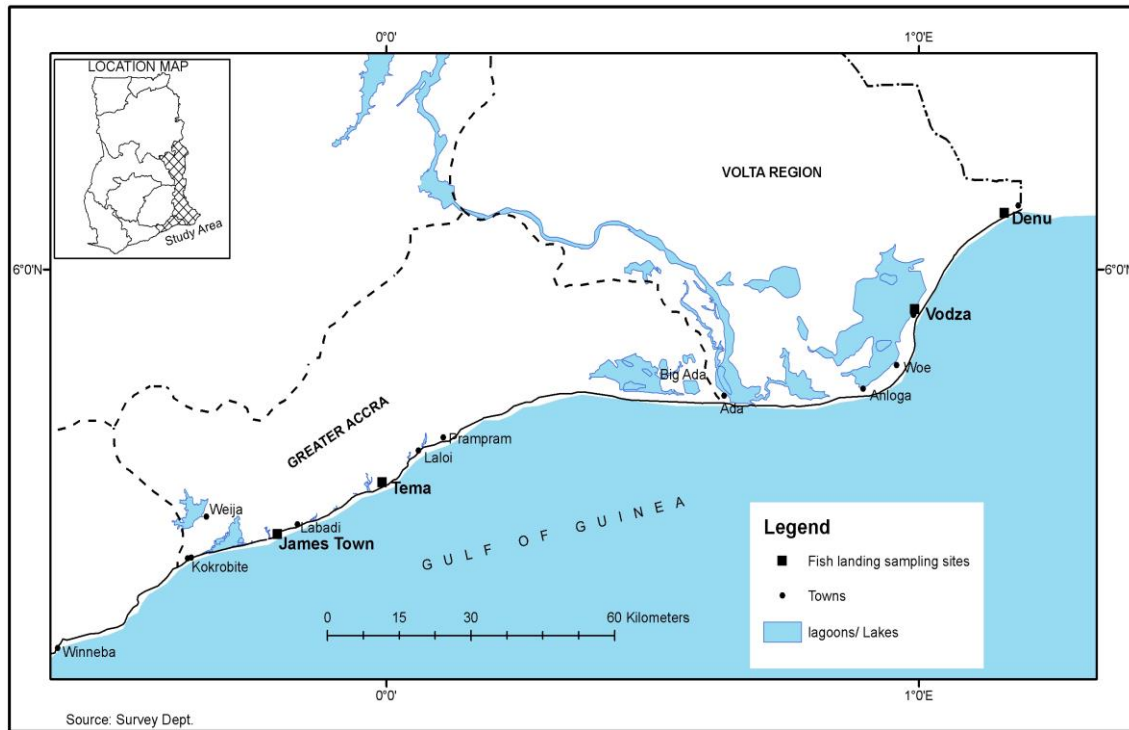 0°0'
1°0'E
LOCATION MAP
Study Area
VOLTA REGION
Denu
6°0'N
6°0'N
Vodza
Woe
Big Ada
Anloga
Ada
GREATER ACCRA
Prampram
Laloi
Tema
Weija
Labadi
James Town
GULF OF GUINEA
Kokrobite
Winneba
0 15 30 60 Kilometers
Legend
Fish landing sampling sites
Towns
lagoons/ Lakes
0°0'
1°0'E
Source: Survey Dept.